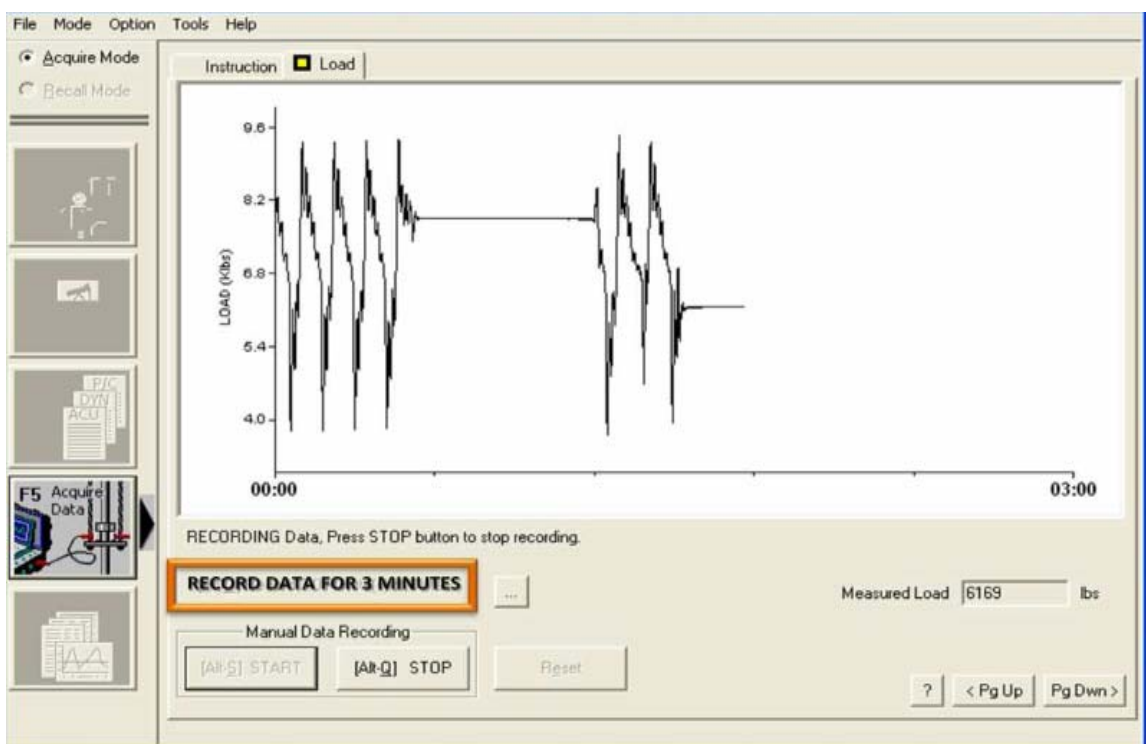 File Mode Option Tools Help
Acquire Mode
Recall Mode
Instruction Load
9.6
8.2
6.8
5.4
4.0
LOAD (Klbs)
00:00 03:00
P/C
DYN
ACU
F5 Acquire
Data
RECORDING Data, Press STOP button to stop recording.
RECORD DATA FOR 3 MINUTES
...
Measured Load 6169 lbs
Manual Data Recording
[Alt-S] START [Alt-Q] STOP Reset
? < Pg Up Pg Dwn >